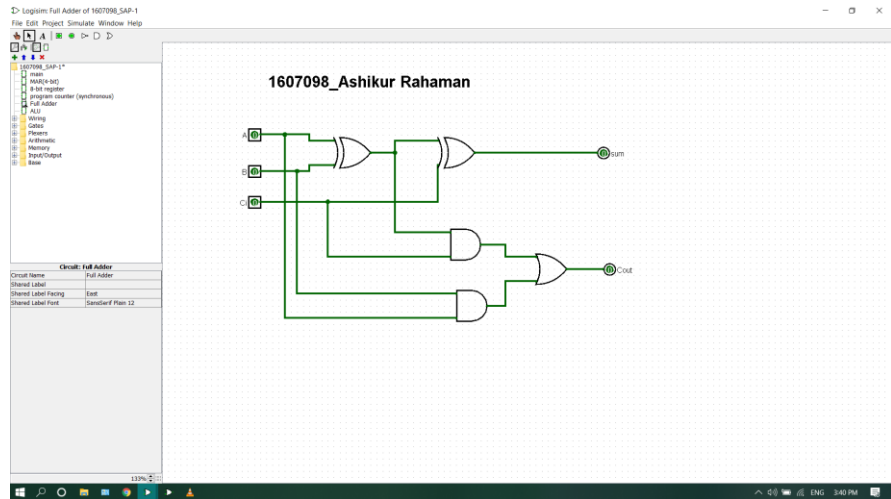 Logisim: Full Adder of 1607098_SAP-1
File Edit Project Simulate Window Help
A
1607098_SAP-1*
main
MAR(4-bit)
8-bit register
program counter (synchronous)
Full Adder
ALU
Wiring
Gates
Plexers
Arithmetic
Memory
Input/Output
Base
1607098_Ashikur Rahaman
A
B
Ci
sum
Cout
Circuit: Full Adder
Circuit Name Full Adder
Shared Label
Shared Label Facing East
Shared Label Font SansSerif Plain 12
133%
ENG 3:40 PM